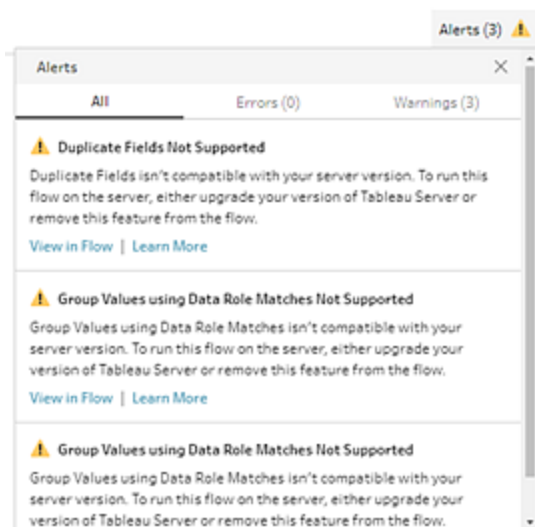 Alerts (3)
Alerts
All Errors (0) Warnings (3)
Duplicate Fields Not Supported
Duplicate Fields isn't compatible with your server version. To run this
flow on the server, either upgrade your version of Tableau Server or
remove this feature from the flow.
View in Flow | Learn More
Group Values using Data Role Matches Not Supported
Group Values using Data Role Matches isn't compatible with your
server version. To run this flow on the server, either upgrade your
version of Tableau Server or remove this feature from the flow.
View in Flow | Learn More
Group Values using Data Role Matches Not Supported
Group Values using Data Role Matches isn't compatible with your
server version. To run this flow on the server, either upgrade your
version of Tableau Server or remove this feature from the flow.